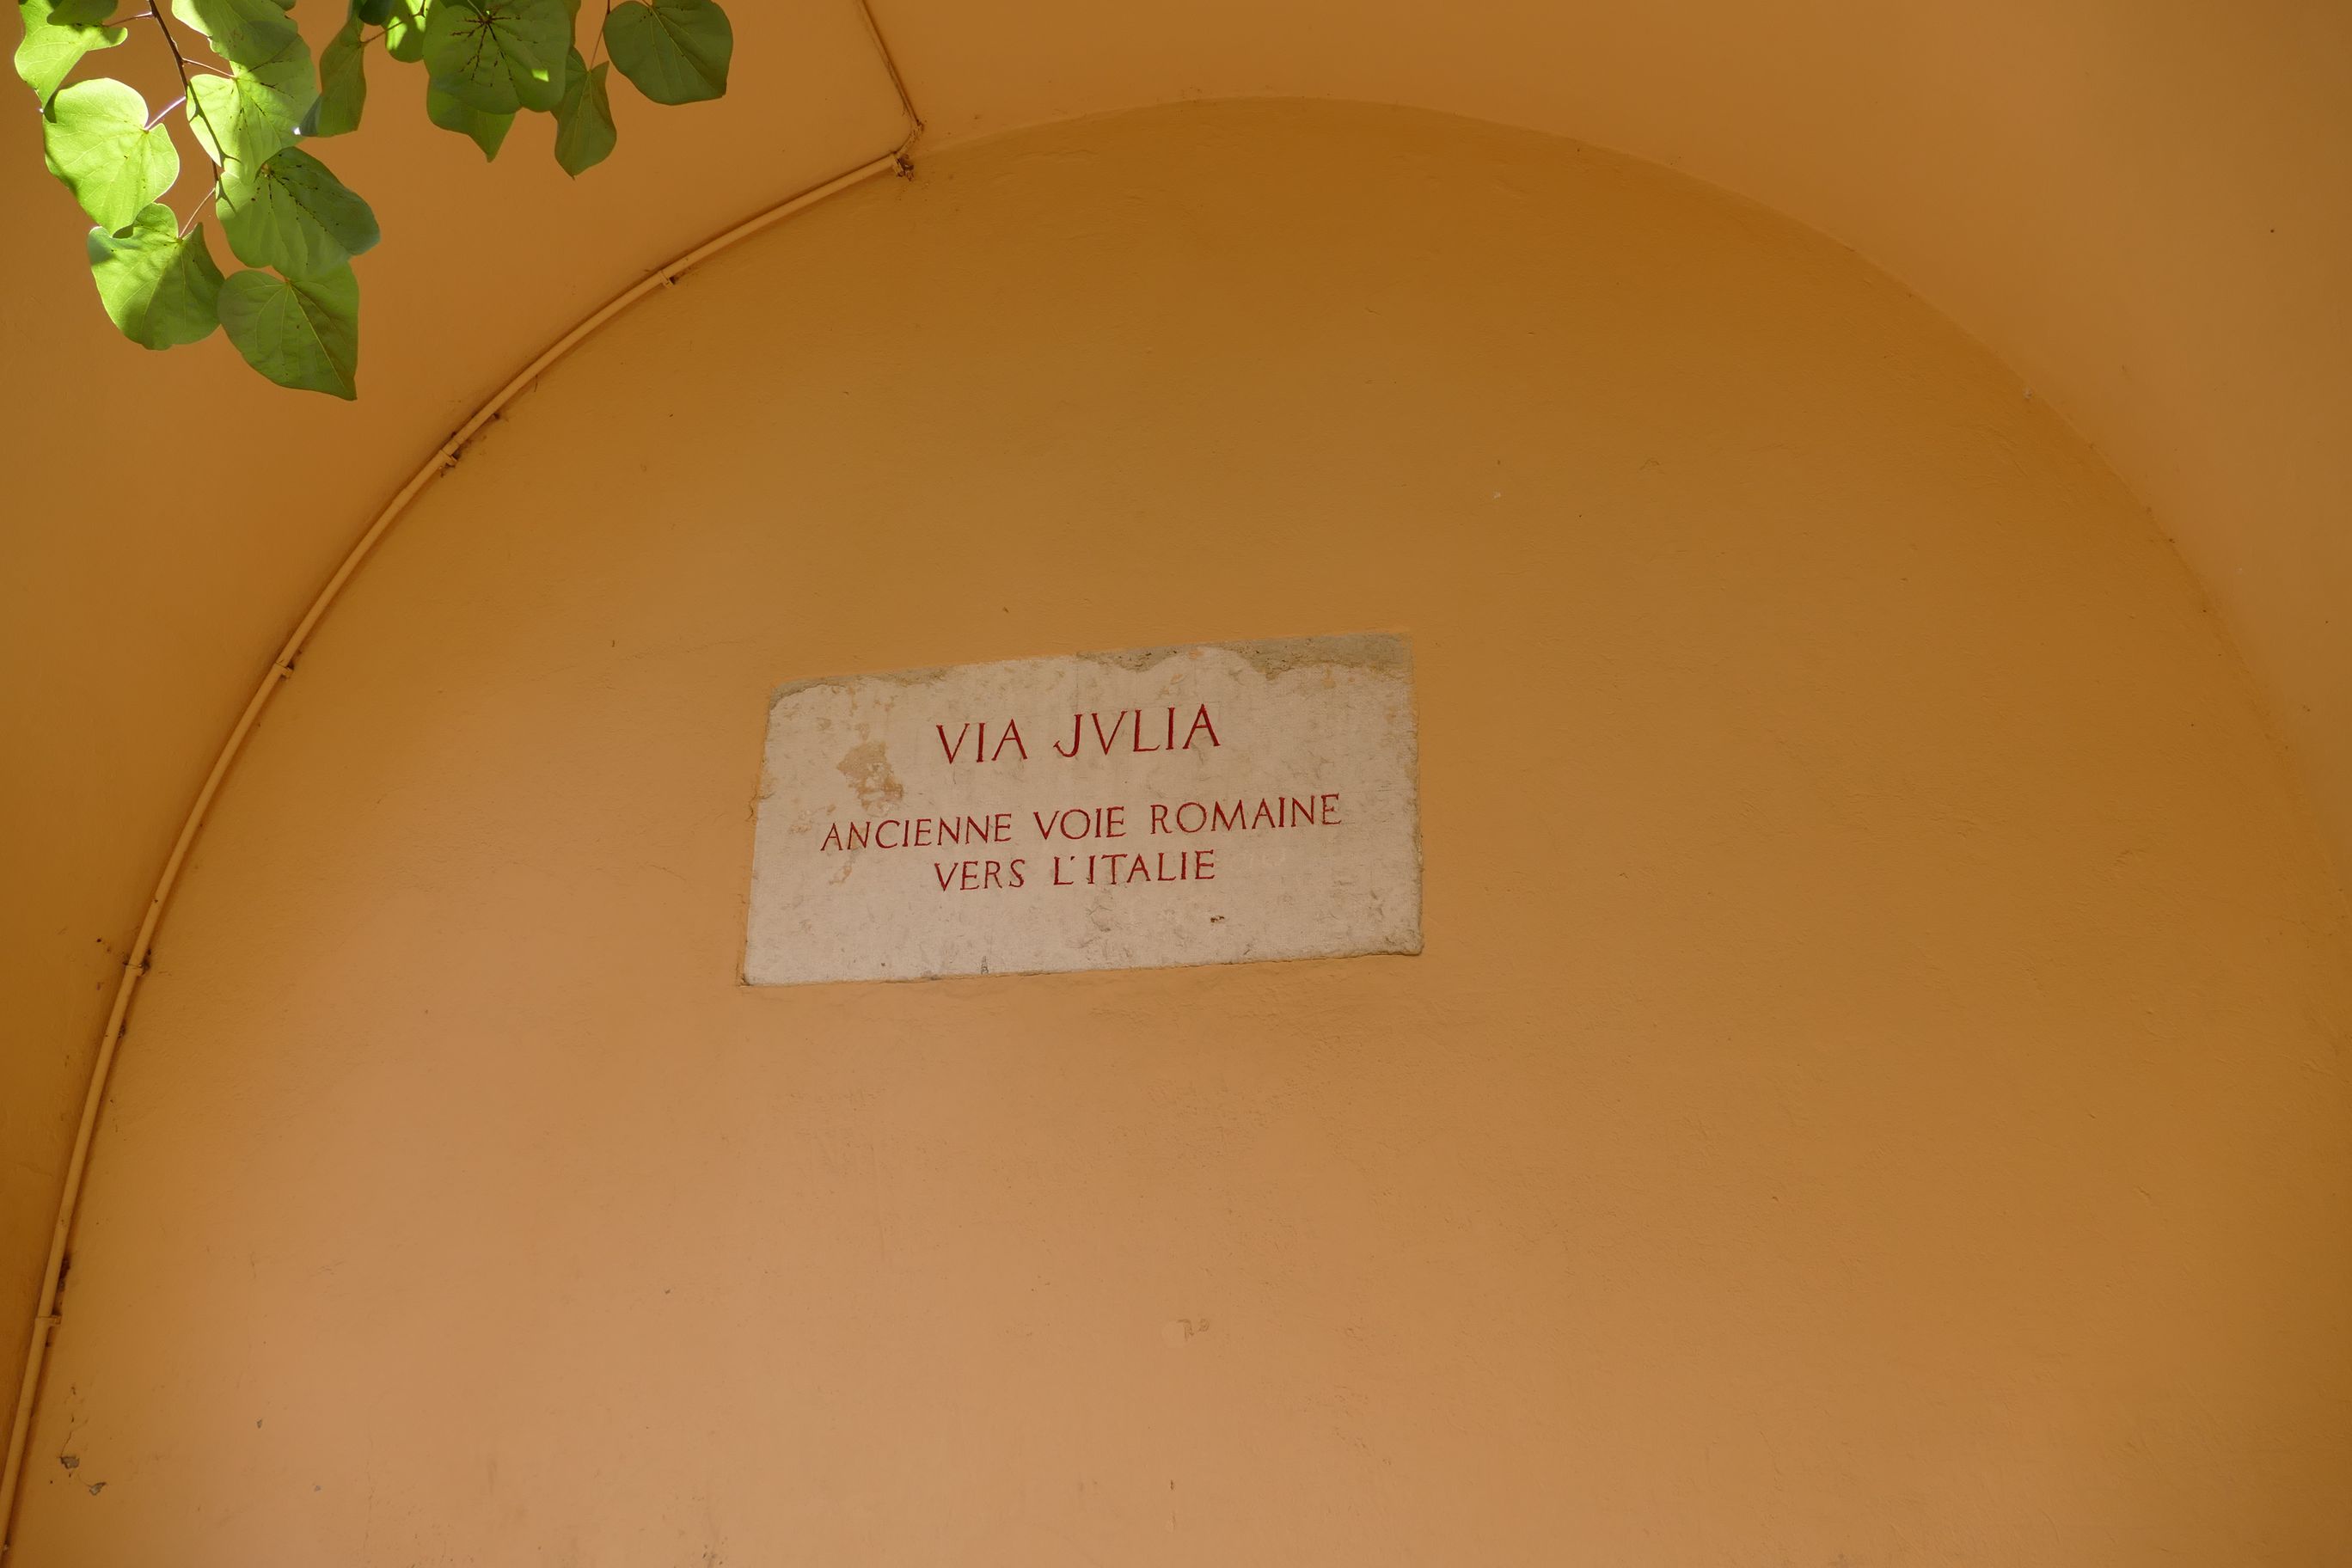 VIA JVLIA
ANCIENNE VOIE ROMAINE
VERS L'ITALIE